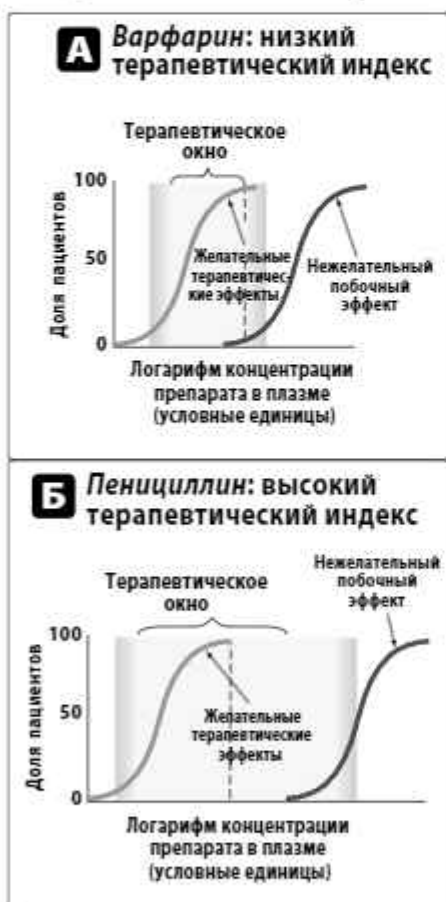 А Варфарин: низкий
терапевтический индекс
Терапевтическое
окно
100
50
0
Доля пациентов
Желательные
терапевтичес-
кие эффекты
Нежелательный
побочный
эффект
Логарифм концентрации
препарата в плазме
(условные единицы)
Б Пенициллин: высокий
терапевтический индекс
Нежелательный
побочный
эффект
Терапевтическое
окно
100
50
0
Доля пациентов
Желательные
терапевтические
эффекты
Логарифм концентрации
препарата в плазме
(условные единицы)